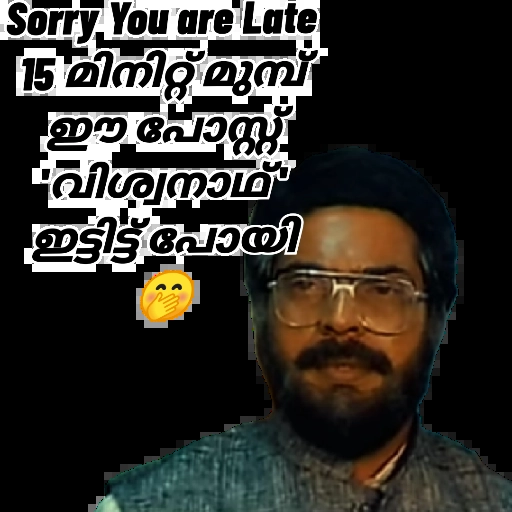 Sorry You are Late
15 മിനിറ്റ് മുമ്പ്
ഈ പോസ്റ്റ്
'വിശ്വനാഥ്'
ഇട്ടിട്ട് പോയി